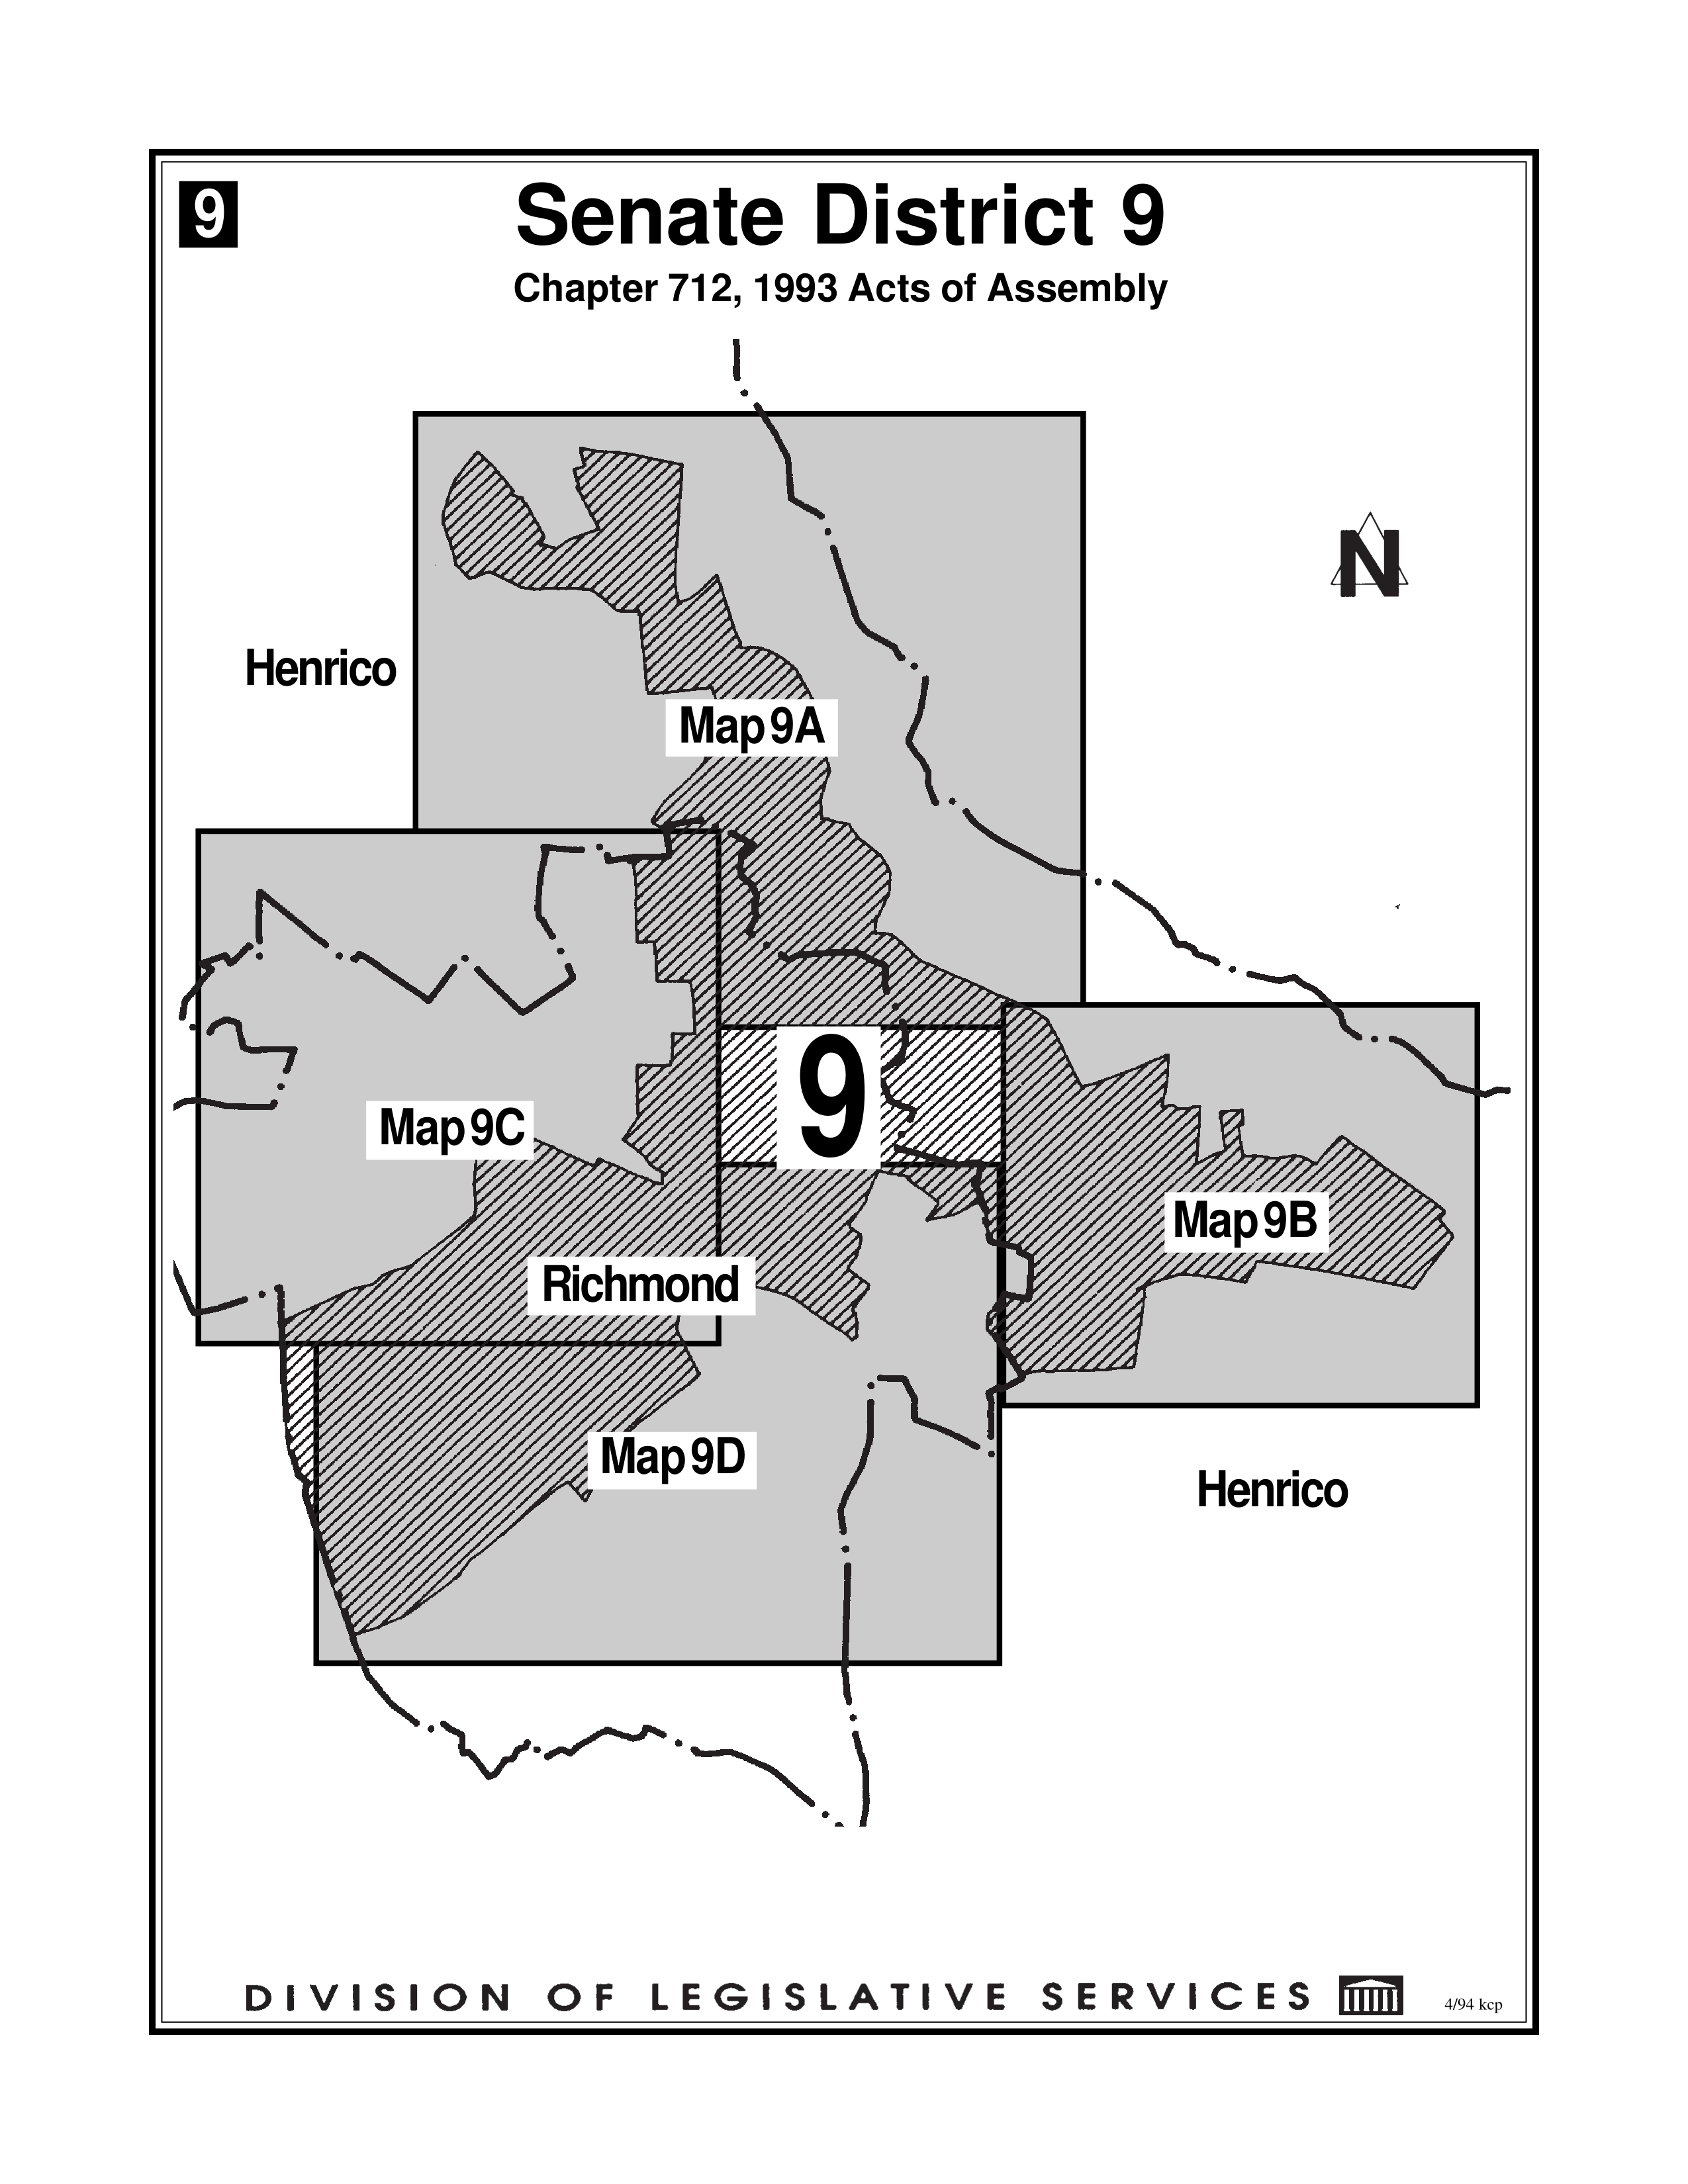 9
Senate District 9
Chapter 712, 1993 Acts of Assembly
N
Henrico
Map 9A
9
Map 9C
Map 9B
Richmond
Map 9D
Henrico
DIVISION OF LEGISLATIVE SERVICES
4/94 kcp